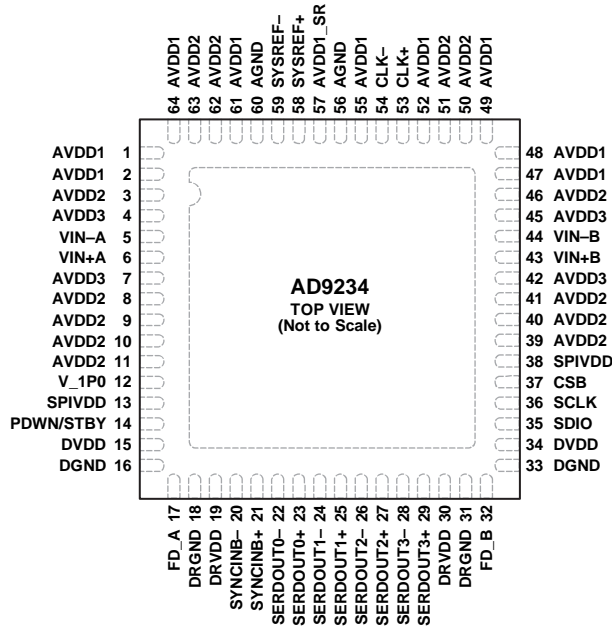 64 AVDD1
63 AVDD2
62 AVDD2
61 AVDD1
60 AGND
59 SYSREF–
58 SYSREF+
57 AVDD1_SR
56 AGND
55 AVDD1
54 CLK–
53 CLK+
52 AVDD1
51 AVDD2
50 AVDD2
49 AVDD1
AVDD1 1
AVDD1 2
AVDD2 3
AVDD3 4
VIN–A 5
VIN+A 6
AVDD3 7
AVDD2 8
AVDD2 9
AVDD2 10
AVDD2 11
V_1P0 12
SPIVDD 13
PDWN/STBY 14
DVDD 15
DGND 16
AD9234
TOP VIEW
(Not to Scale)
48 AVDD1
47 AVDD1
46 AVDD2
45 AVDD3
44 VIN–B
43 VIN+B
42 AVDD3
41 AVDD2
40 AVDD2
39 AVDD2
38 SPIVDD
37 CSB
36 SCLK
35 SDIO
34 DVDD
33 DGND
FD_A 17
DRGND 18
DRVDD 19
SYNCINB– 20
SYNCINB+ 21
SERDOUT0– 22
SERDOUT0+ 23
SERDOUT1– 24
SERDOUT1+ 25
SERDOUT2– 26
SERDOUT2+ 27
SERDOUT3– 28
SERDOUT3+ 29
DRVDD 30
DRGND 31
FD_B 32